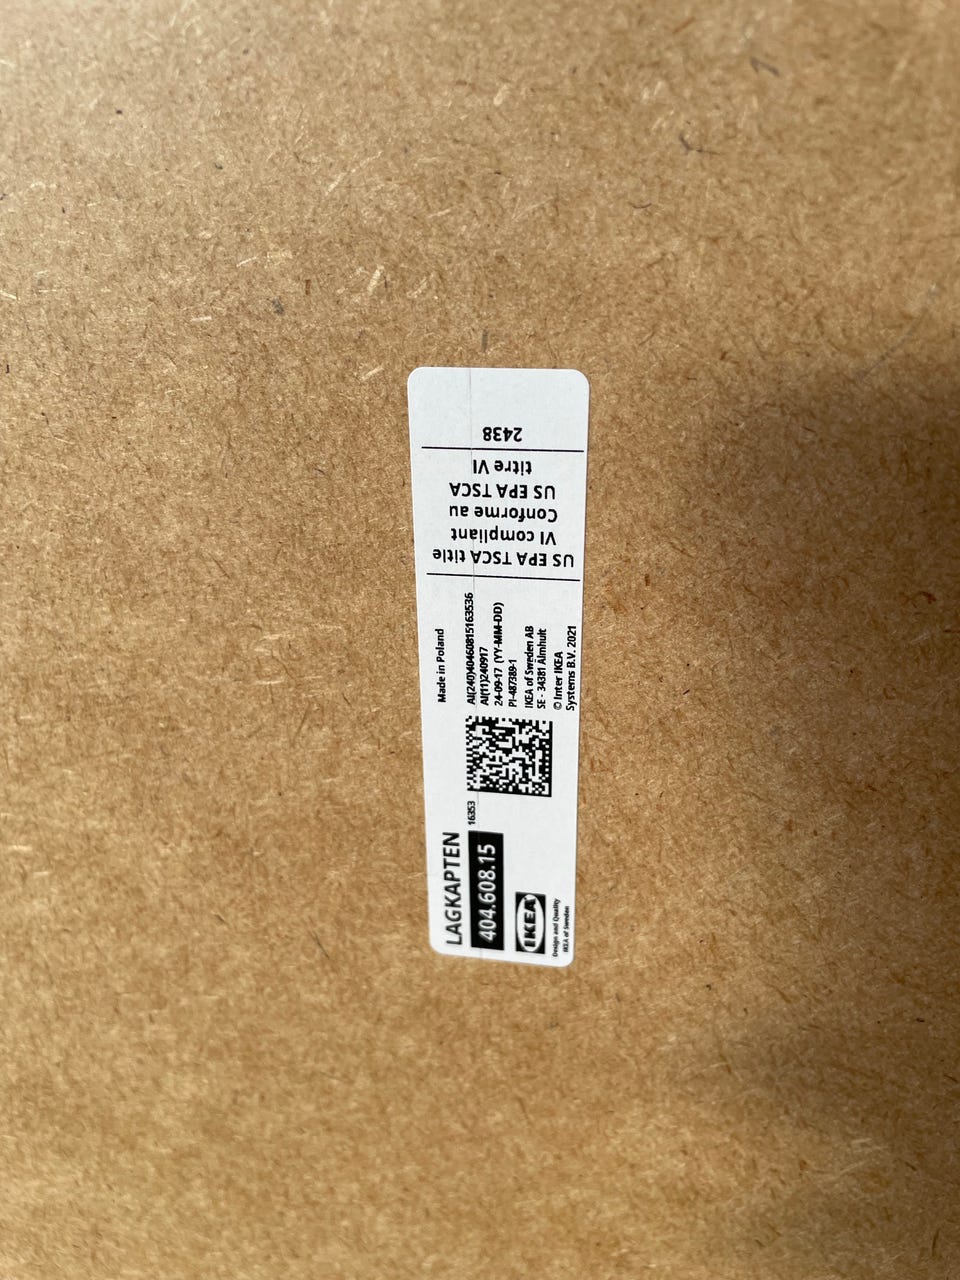 LAGKAPTEN
404.608.15
IKEA
Design and Quality
IKEA of Sweden
16353
Made in Poland
AI(240)40460815163536
AI(11)240917
24-09-17 (YY-MM-DD)
PI-487389-1
IKEA of Sweden AB
SE - 34381 Älmhult
© Inter IKEA
Systems B.V. 2021
US EPA TSCA title
VI compliant
Conforme au
US EPA TSCA
titre VI
2438